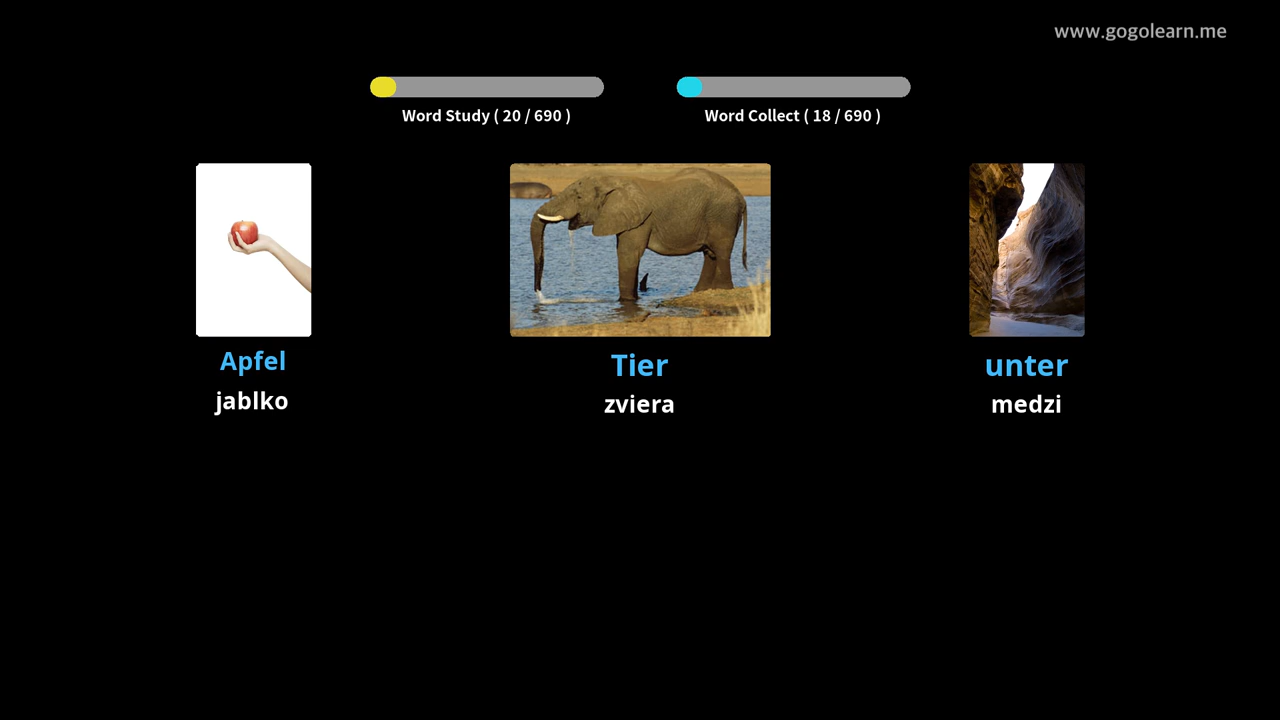 www.gogolearn.me
Word Study ( 20 / 690 )
Word Collect ( 18 / 690 )
Apfel
jablko
Tier
zviera
unter
medzi